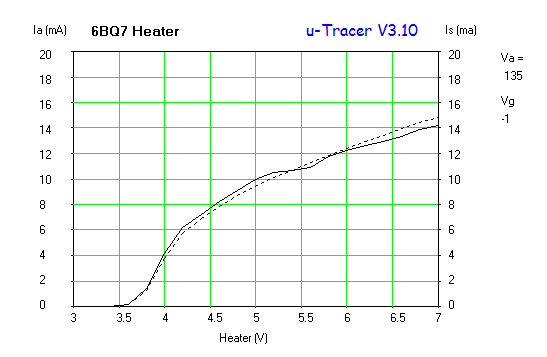 Ia (mA) 6BQ7 Heater u-Tracer V3.10 Is (ma)
20 20
Va =
18 18
135
16 16
Vg
-1
14 14
12 12
10 10
8 8
6 6
4 4
2 2
0 0
3 3.5 4 4.5 5 5.5 6 6.5 7
Heater (V)